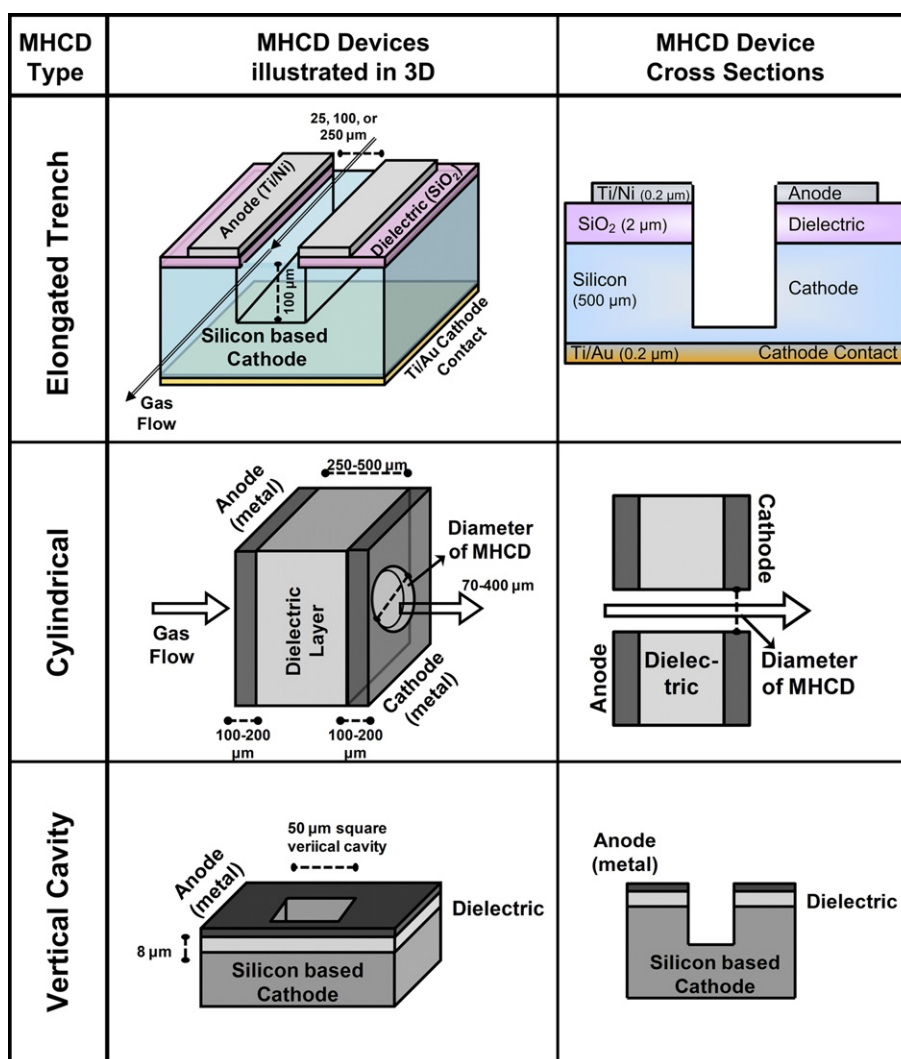 MHCD
Type
MHCD Devices
illustrated in 3D
MHCD Device
Cross Sections
Elongated Trench
25, 100, or
250 µm
Anode (Ti/Ni)
Dielectric (SiO₂)
100 µm
Silicon based
Cathode
Ti/Au Cathode
Contact
Gas
Flow
Ti/Ni (0.2 µm)
Anode
SiO₂ (2 µm)
Dielectric
Silicon
(500 µm)
Cathode
Ti/Au (0.2 µm)
Cathode Contact
Cylindrical
250-500 µm
Anode
(metal)
Diameter
of MHCD
70-400 µm
Gas
Flow
Dielectric
Layer
Cathode
(metal)
100-200
µm
100-200
µm
Cathode
Anode
Dielec-
tric
Diameter
of MHCD
Vertical Cavity
50 µm square
veriical cavity
Anode
(metal)
Dielectric
8 µm
Silicon based
Cathode
Anode
(metal)
Dielectric
Silicon based
Cathode